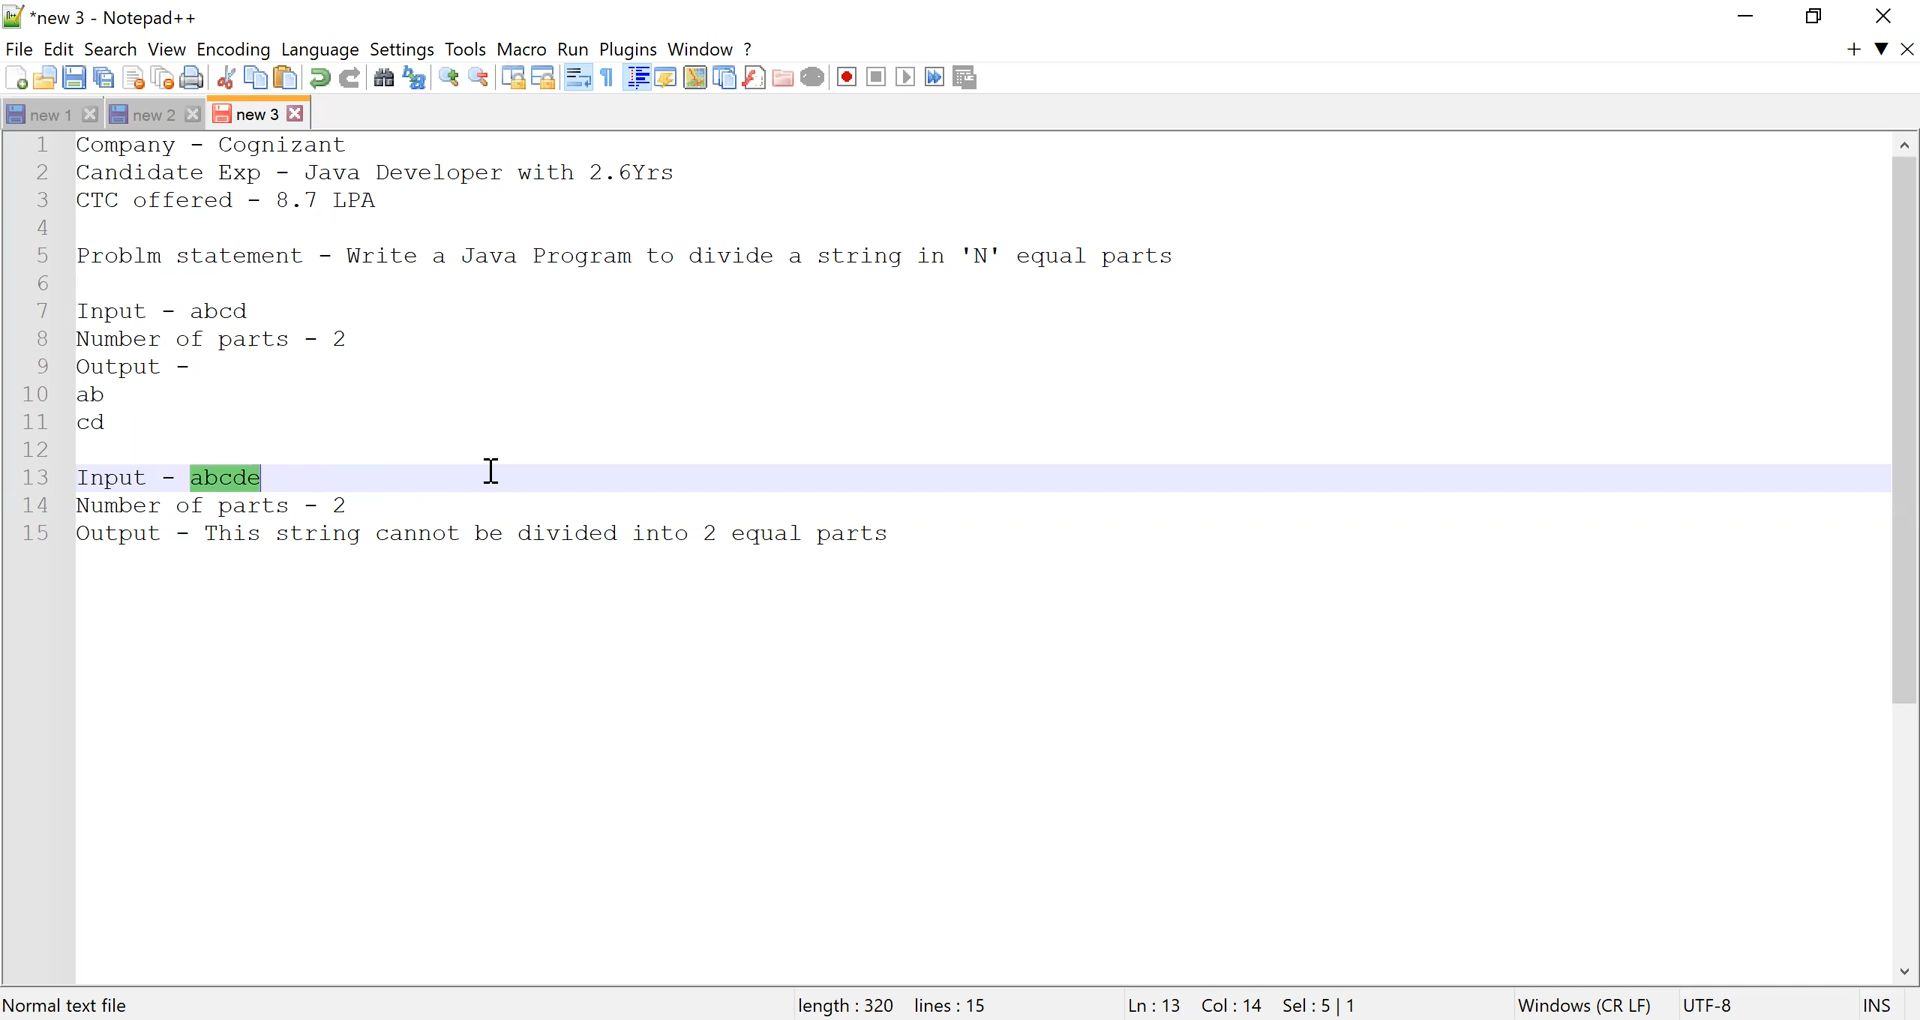 *new 3 - Notepad++
File Edit Search View Encoding Language Settings Tools Macro Run Plugins Window ?
new 1 new 2 new 3
1 Company - Cognizant
2 Candidate Exp - Java Developer with 2.6Yrs
3 CTC offered - 8.7 LPA
4
5 Problm statement - Write a Java Program to divide a string in 'N' equal parts
6
7 Input - abcd
8 Number of parts - 2
9 Output -
10 ab
11 cd
12
13 Input - abcde
14 Number of parts - 2
15 Output - This string cannot be divided into 2 equal parts
Normal text file length : 320 lines : 15 Ln : 13 Col : 14 Sel : 5 | 1 Windows (CR LF) UTF-8 INS